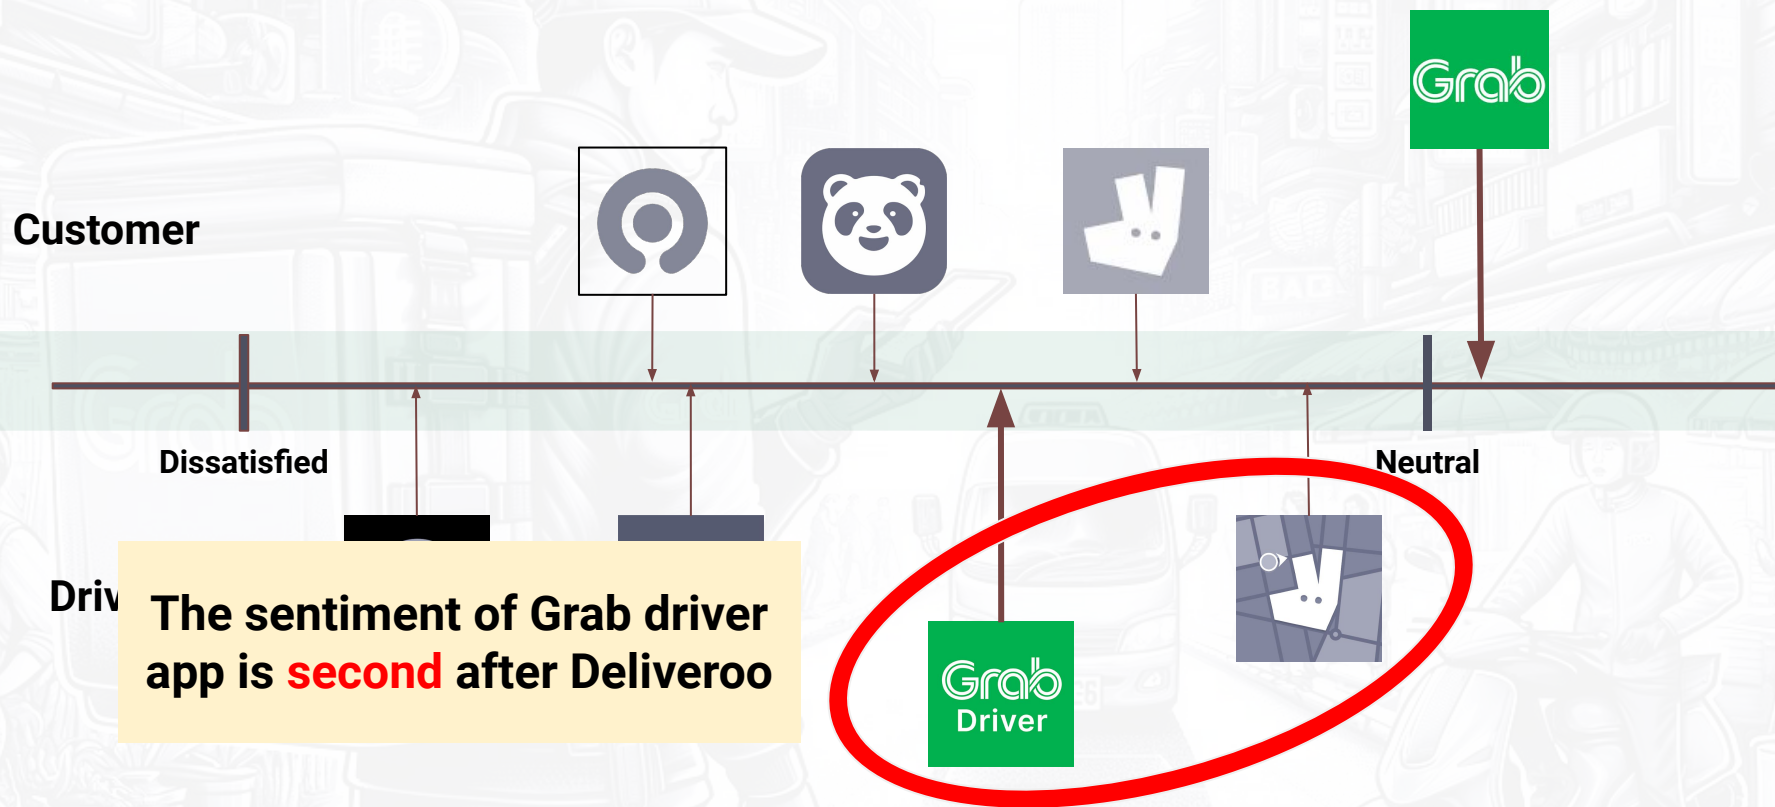 Grab
Customer
Dissatisfied
Neutral
Driv
The sentiment of Grab driver
app is second after Deliveroo
Grab
Driver